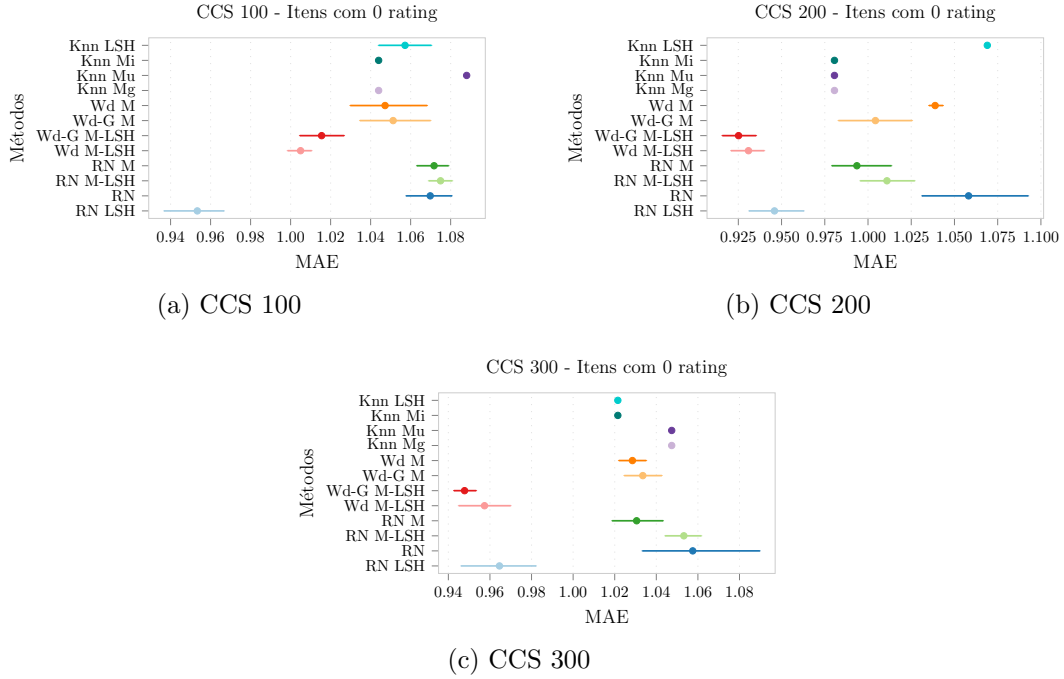 CCS 100 - Itens com 0 rating
Métodos
Knn LSH
Knn Mi
Knn Mu
Knn Mg
Wd M
Wd-G M
Wd-G M-LSH
Wd M-LSH
RN M
RN M-LSH
RN
RN LSH
0.94 0.96 0.98 1.00 1.02 1.04 1.06 1.08
MAE
(a) CCS 100
CCS 200 - Itens com 0 rating
Métodos
Knn LSH
Knn Mi
Knn Mu
Knn Mg
Wd M
Wd-G M
Wd-G M-LSH
Wd M-LSH
RN M
RN M-LSH
RN
RN LSH
0.925 0.950 0.975 1.000 1.025 1.050 1.075 1.100
MAE
(b) CCS 200
CCS 300 - Itens com 0 rating
Métodos
Knn LSH
Knn Mi
Knn Mu
Knn Mg
Wd M
Wd-G M
Wd-G M-LSH
Wd M-LSH
RN M
RN M-LSH
RN
RN LSH
0.94 0.96 0.98 1.00 1.02 1.04 1.06 1.08
MAE
(c) CCS 300